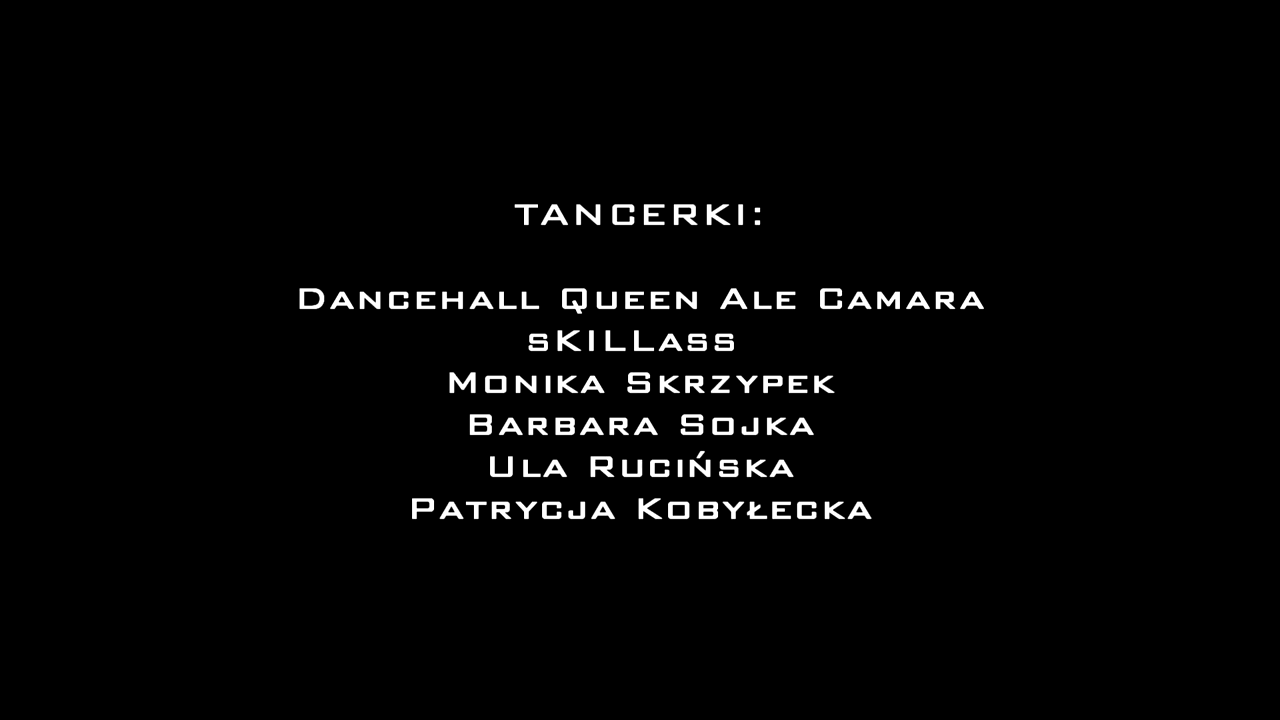 TANCERKI:
Dancehall Queen Ale Camara
sKILLass
Monika Skrzypek
Barbara Sojka
Ula Rucińska
Patrycja Kobyłecka